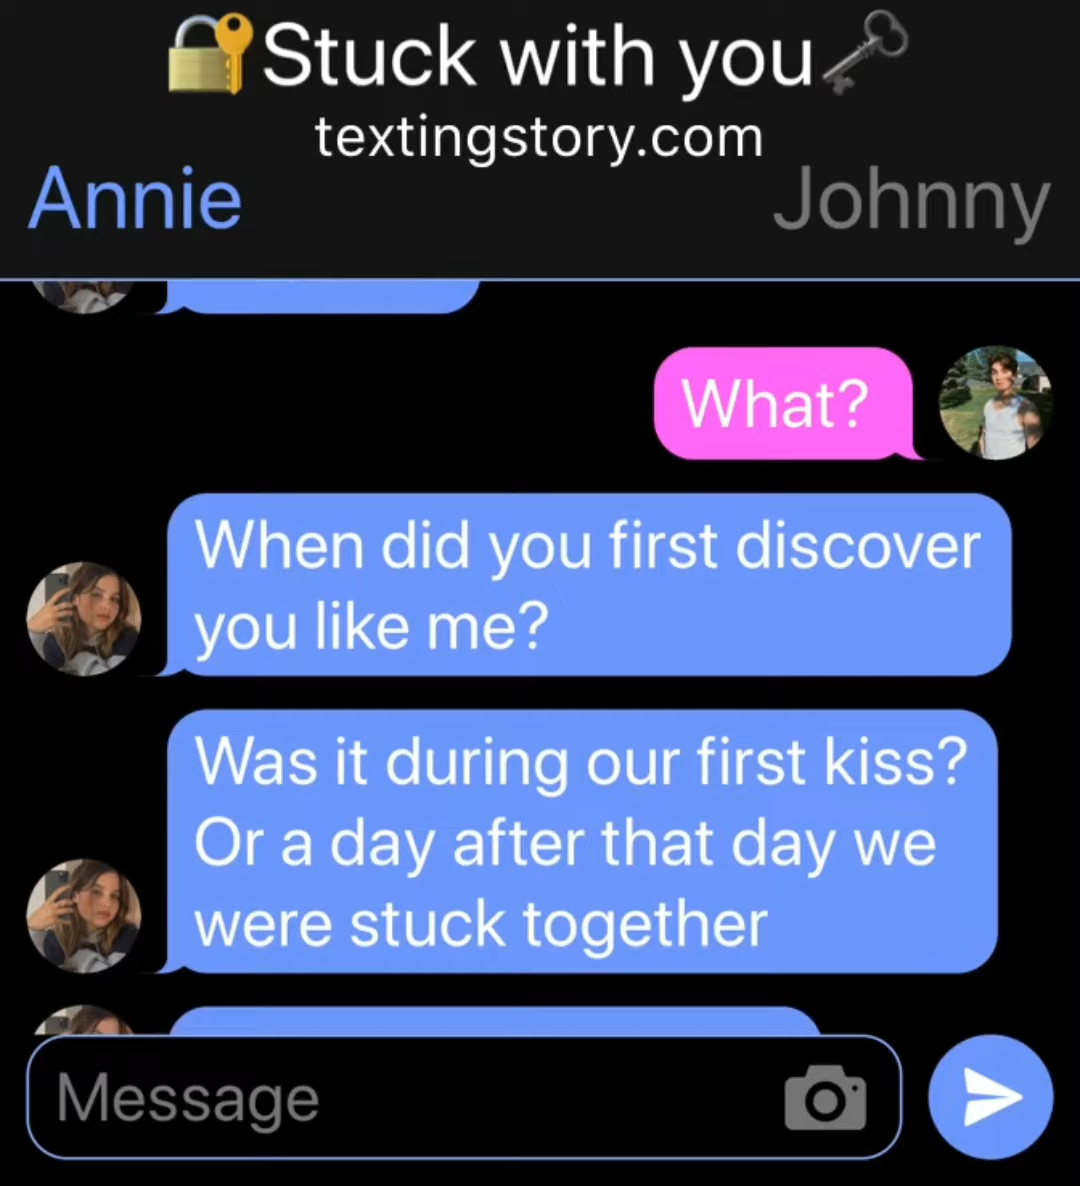 🔐Stuck with you🗝
textingstory.com
Annie
Johnny
What?
When did you first discover
you like me?
Was it during our first kiss?
Or a day after that day we
were stuck together
Message